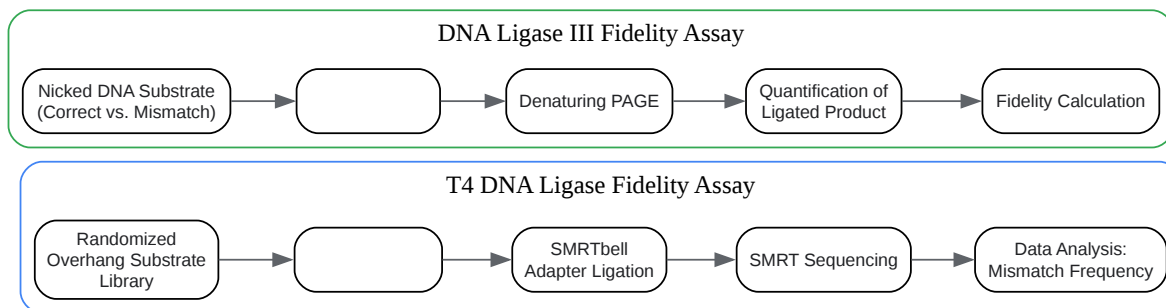 DNA Ligase III Fidelity Assay
Nicked DNA Substrate
(Correct vs. Mismatch)
Denaturing PAGE
Quantification of
Ligated Product
Fidelity Calculation
T4 DNA Ligase Fidelity Assay
Randomized
Overhang Substrate
Library
SMRTbell
Adapter Ligation
SMRT Sequencing
Data Analysis:
Mismatch Frequency